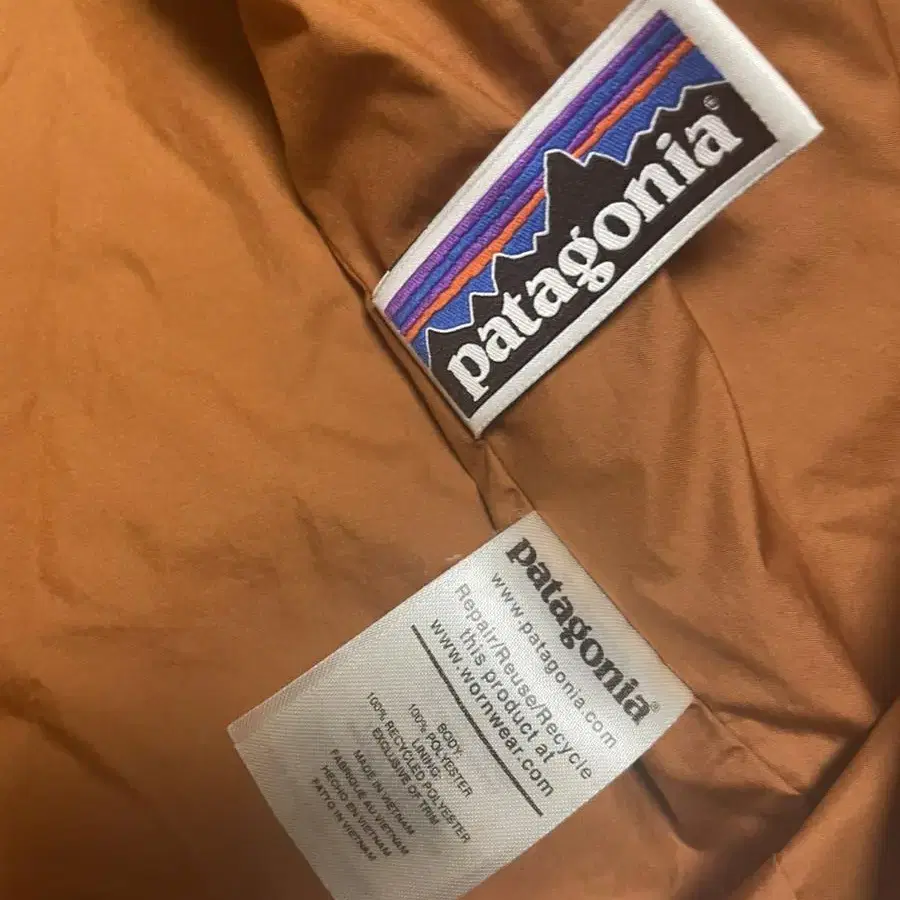 patagonia®
patagonia®
www.patagonia.com
Repair/Reuse/Recycle
this product at
www.wornwear.com
BODY:
100% POLYESTER
LINING:
100% RECYCLED POLYESTER
EXCLUSIVE OF TRIM
MADE IN VIETNAM
FABRIQUÉ AU VIETNAM
HECHO EN VIETNAM
FATTO IN VIETNAM